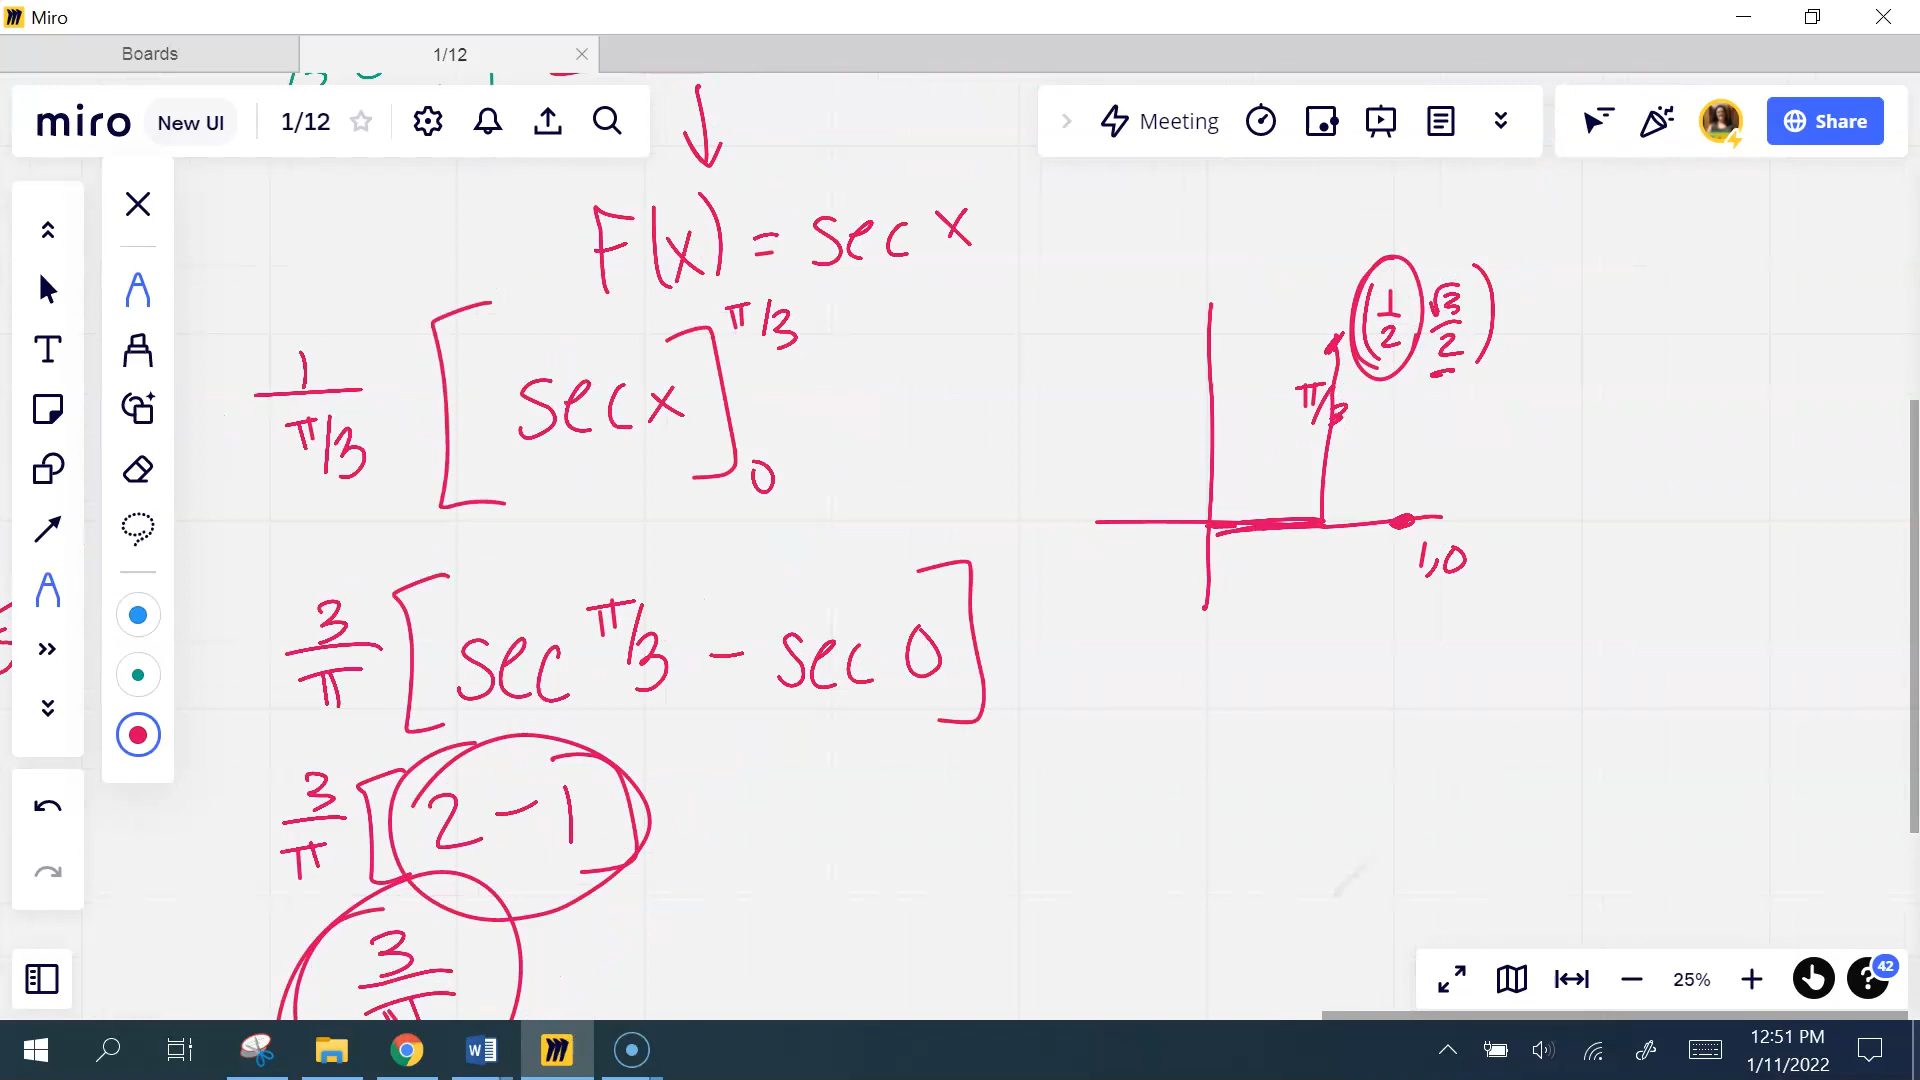 Miro
Boards
1/12
miro New UI 1/12
Meeting
Share
F(x) = sec x
1/(π/3) [sec x]₀^π/3
3/π [sec π/3 - sec 0]
3/π [2 - 1]
3/π
(1/2 √3/2)
π/3
1,0
25%
42
12:51 PM
1/11/2022